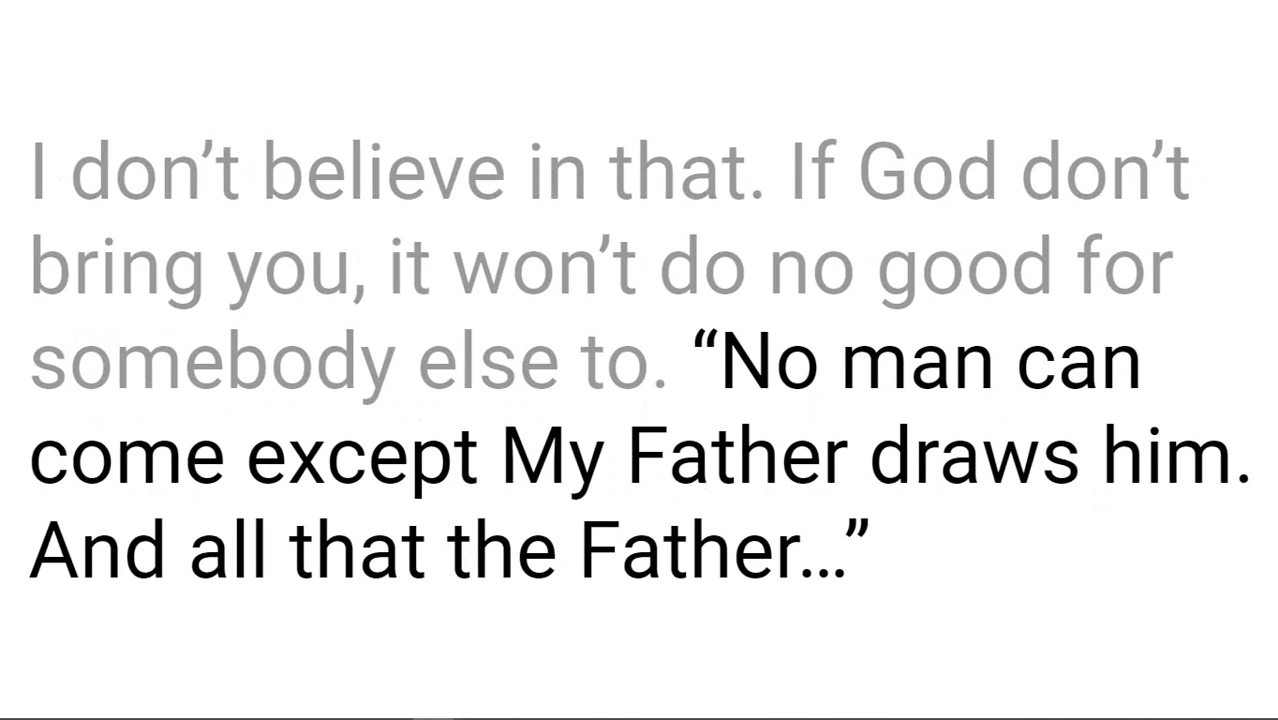 I don’t believe in that. If God don’t
bring you, it won’t do no good for
somebody else to. “No man can
come except My Father draws him.
And all that the Father…”